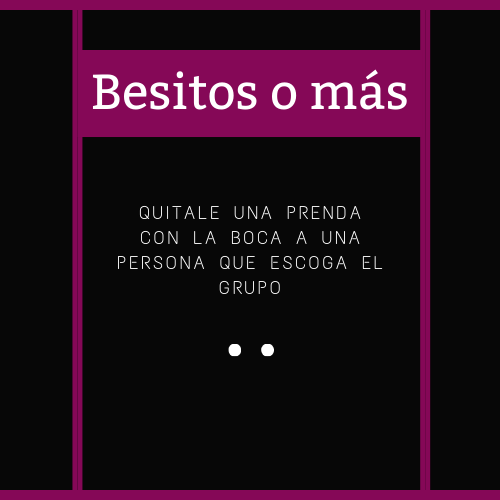 Besitos o más
QUITALE UNA PRENDA
CON LA BOCA A UNA
PERSONA QUE ESCOGA EL
GRUPO